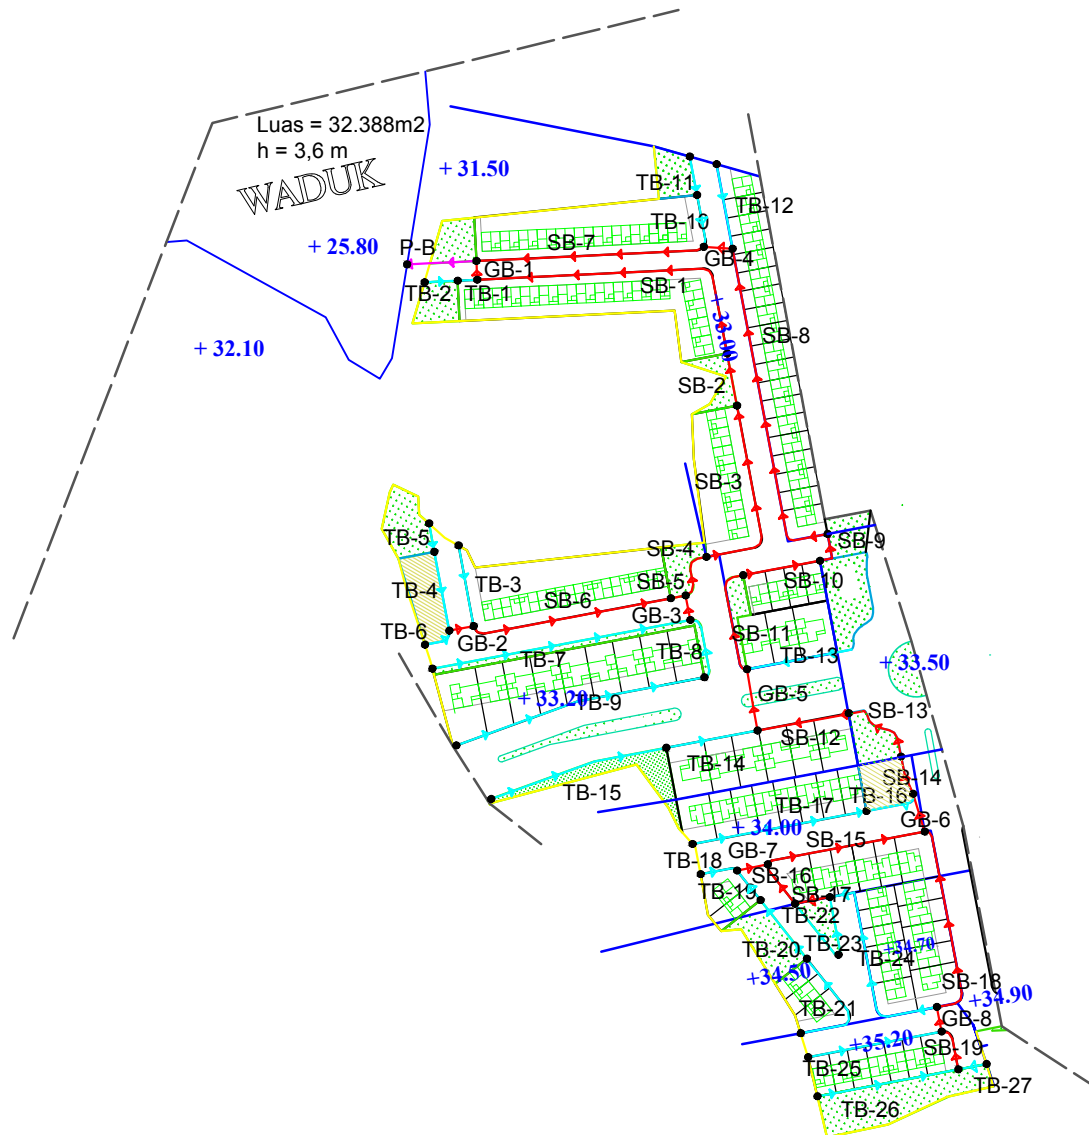 Luas = 32.388m2
h = 3,6 m
WADUK
+ 31.50
TB-11
TB-12
TB-10
+ 25.80
P-B
SB-7
GB-4
GB-1
TB-2
TB-1
SB-1
+ 33.00
SB-8
+ 32.10
SB-2
SB-3
TB-5
SB-4
SB-9
TB-3
SB-10
TB-4
SB-5
SB-6
GB-3
TB-6
GB-2
SB-11
TB-7
TB-8
TB-13
+ 33.50
GB-5
+ 33.20
TB-9
SB-13
SB-12
TB-14
SB-14
TB-15
TB-17
TB-16
+ 34.00
GB-6
SB-15
TB-18
GB-7
SB-16
TB-19
SB-17
TB-22
TB-20
TB-23
TB-24
+34.70
+34.50
SB-18
+34.90
TB-21
GB-8
+35.20
SB-19
TB-25
TB-27
TB-26